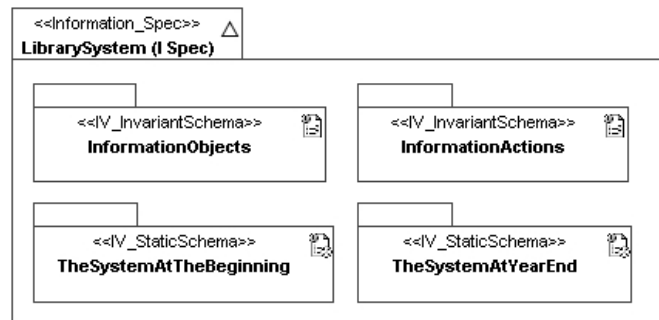 <<Information_Spec>>
LibrarySystem (I Spec)
<<IV_InvariantSchema>>
InformationObjects
<<IV_InvariantSchema>>
InformationActions
<<IV_StaticSchema>>
TheSystemAtTheBeginning
<<IV_StaticSchema>>
TheSystemAtYearEnd